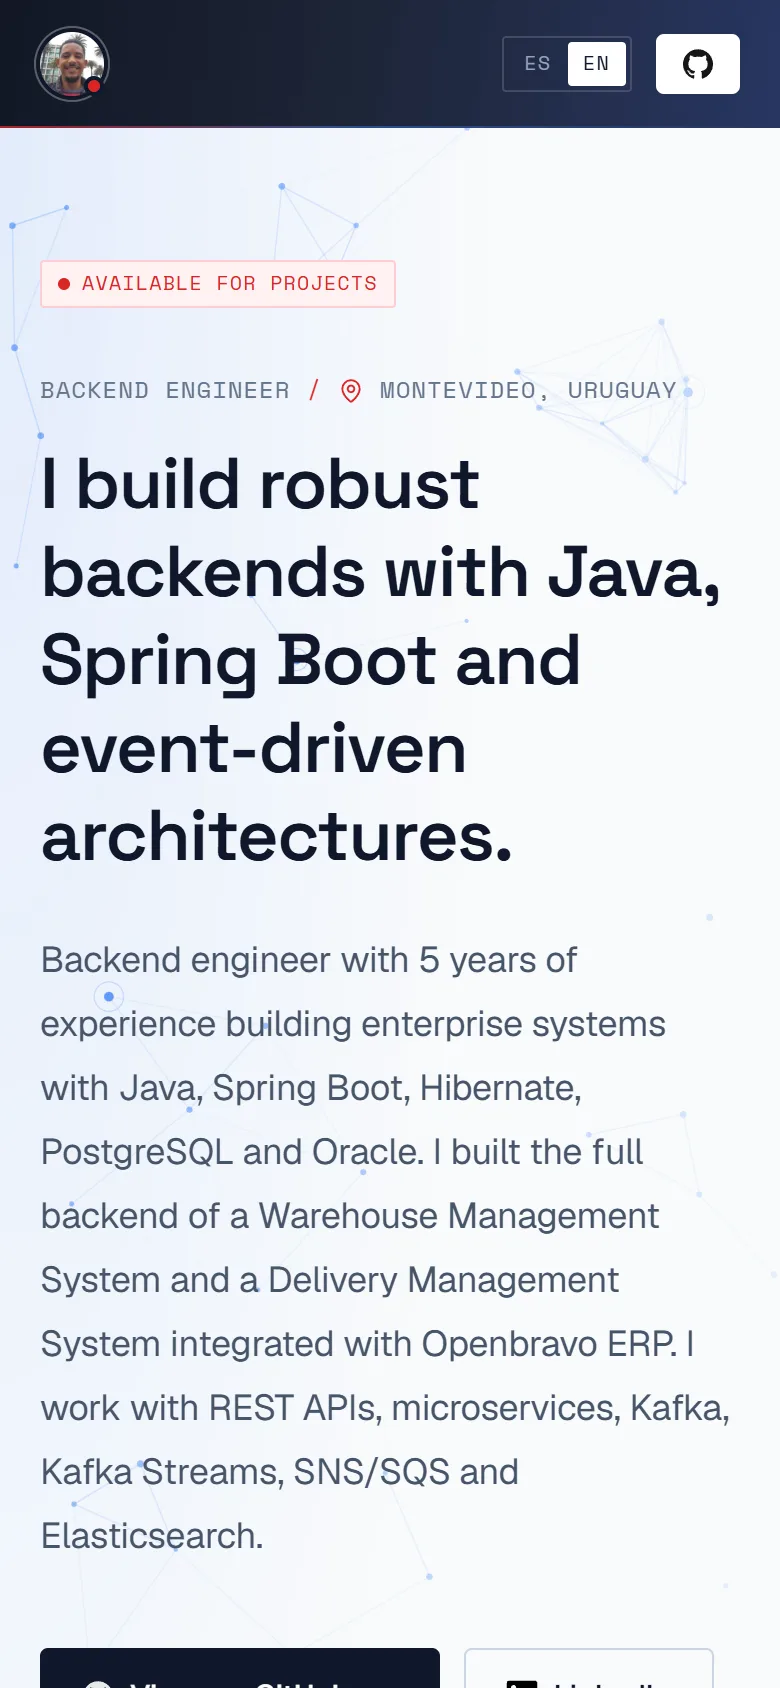 ES EN
AVAILABLE FOR PROJECTS
BACKEND ENGINEER / MONTEVIDEO, URUGUAY
I build robust
backends with Java,
Spring Boot and
event-driven
architectures.
Backend engineer with 5 years of
experience building enterprise systems
with Java, Spring Boot, Hibernate,
PostgreSQL and Oracle. I built the full
backend of a Warehouse Management
System and a Delivery Management
System integrated with Openbravo ERP. I
work with REST APIs, microservices, Kafka,
Kafka Streams, SNS/SQS and
Elasticsearch.